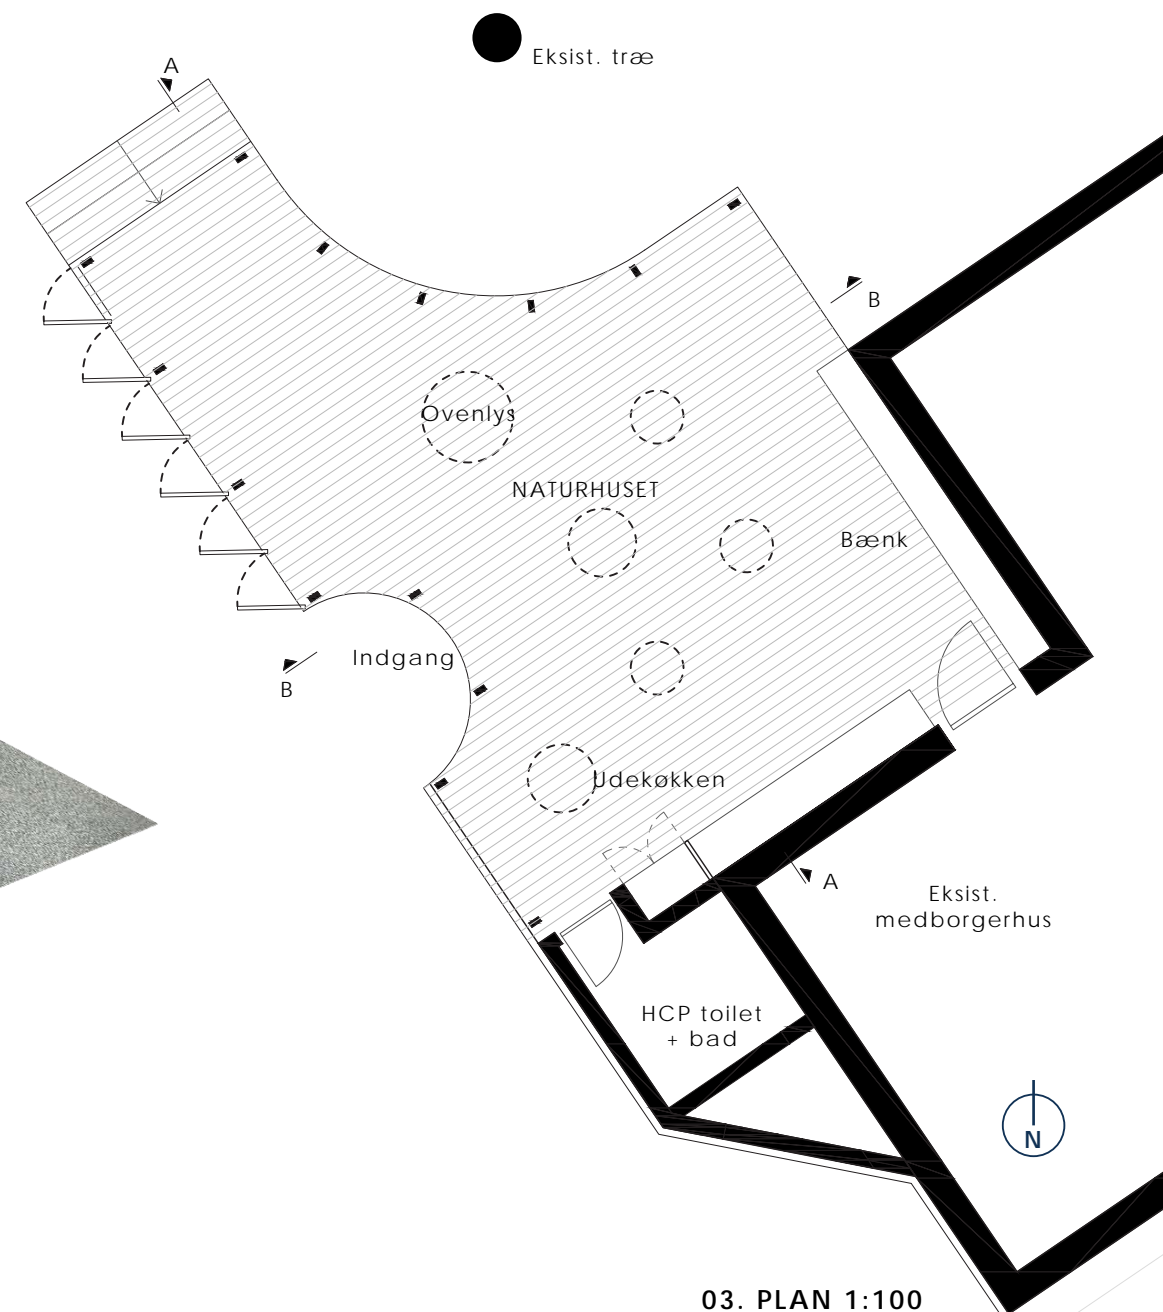 Eksist. træ
A
B
Ovenlys
NATURHUSET
Bænk
Indgang
B
Udekøkken
A
Eksist.
medborgerhus
HCP toilet
+ bad
N
03. PLAN 1:100